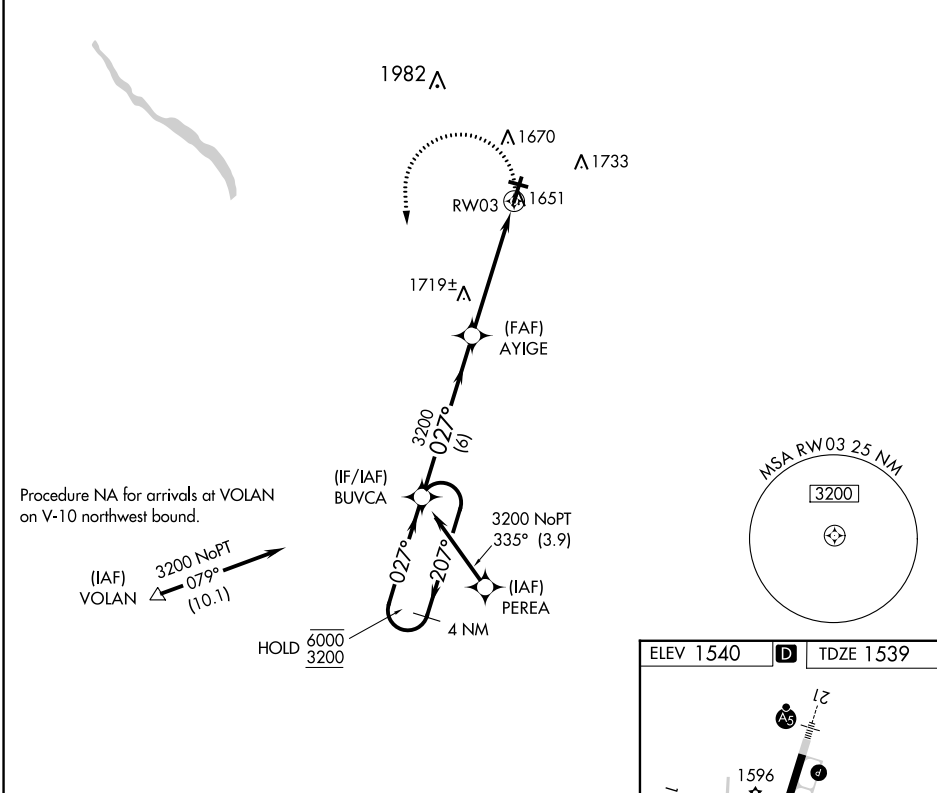 1982
1670
1733
1651
RW03
1719±
(FAF)
AYIGE
3200
027°
(6)
(IF/IAF)
BUVCA
Procedure NA for arrivals at VOLAN
on V-10 northwest bound.
3200 NoPT
335° (3.9)
(IAF)
PEREA
(IAF)
VOLAN
3200 NoPT
079°
(10.1)
027°
207°
4 NM
HOLD
6000
3200
MSA RW03 25 NM
3200
ELEV 1540
D
TDZE 1539
21
A5
1596
P